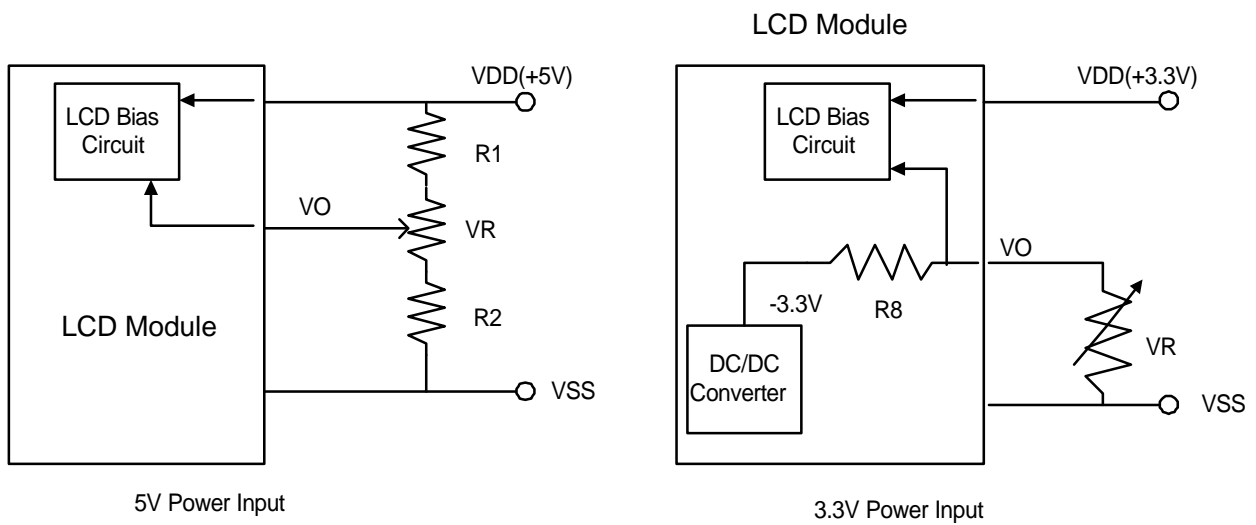 VDD(+5V)
LCD Bias
Circuit
R1
VO
VR
LCD Module
R2
VSS
5V Power Input
LCD Module
VDD(+3.3V)
LCD Bias
Circuit
VO
-3.3V
R8
VR
DC/DC
Converter
VSS
3.3V Power Input